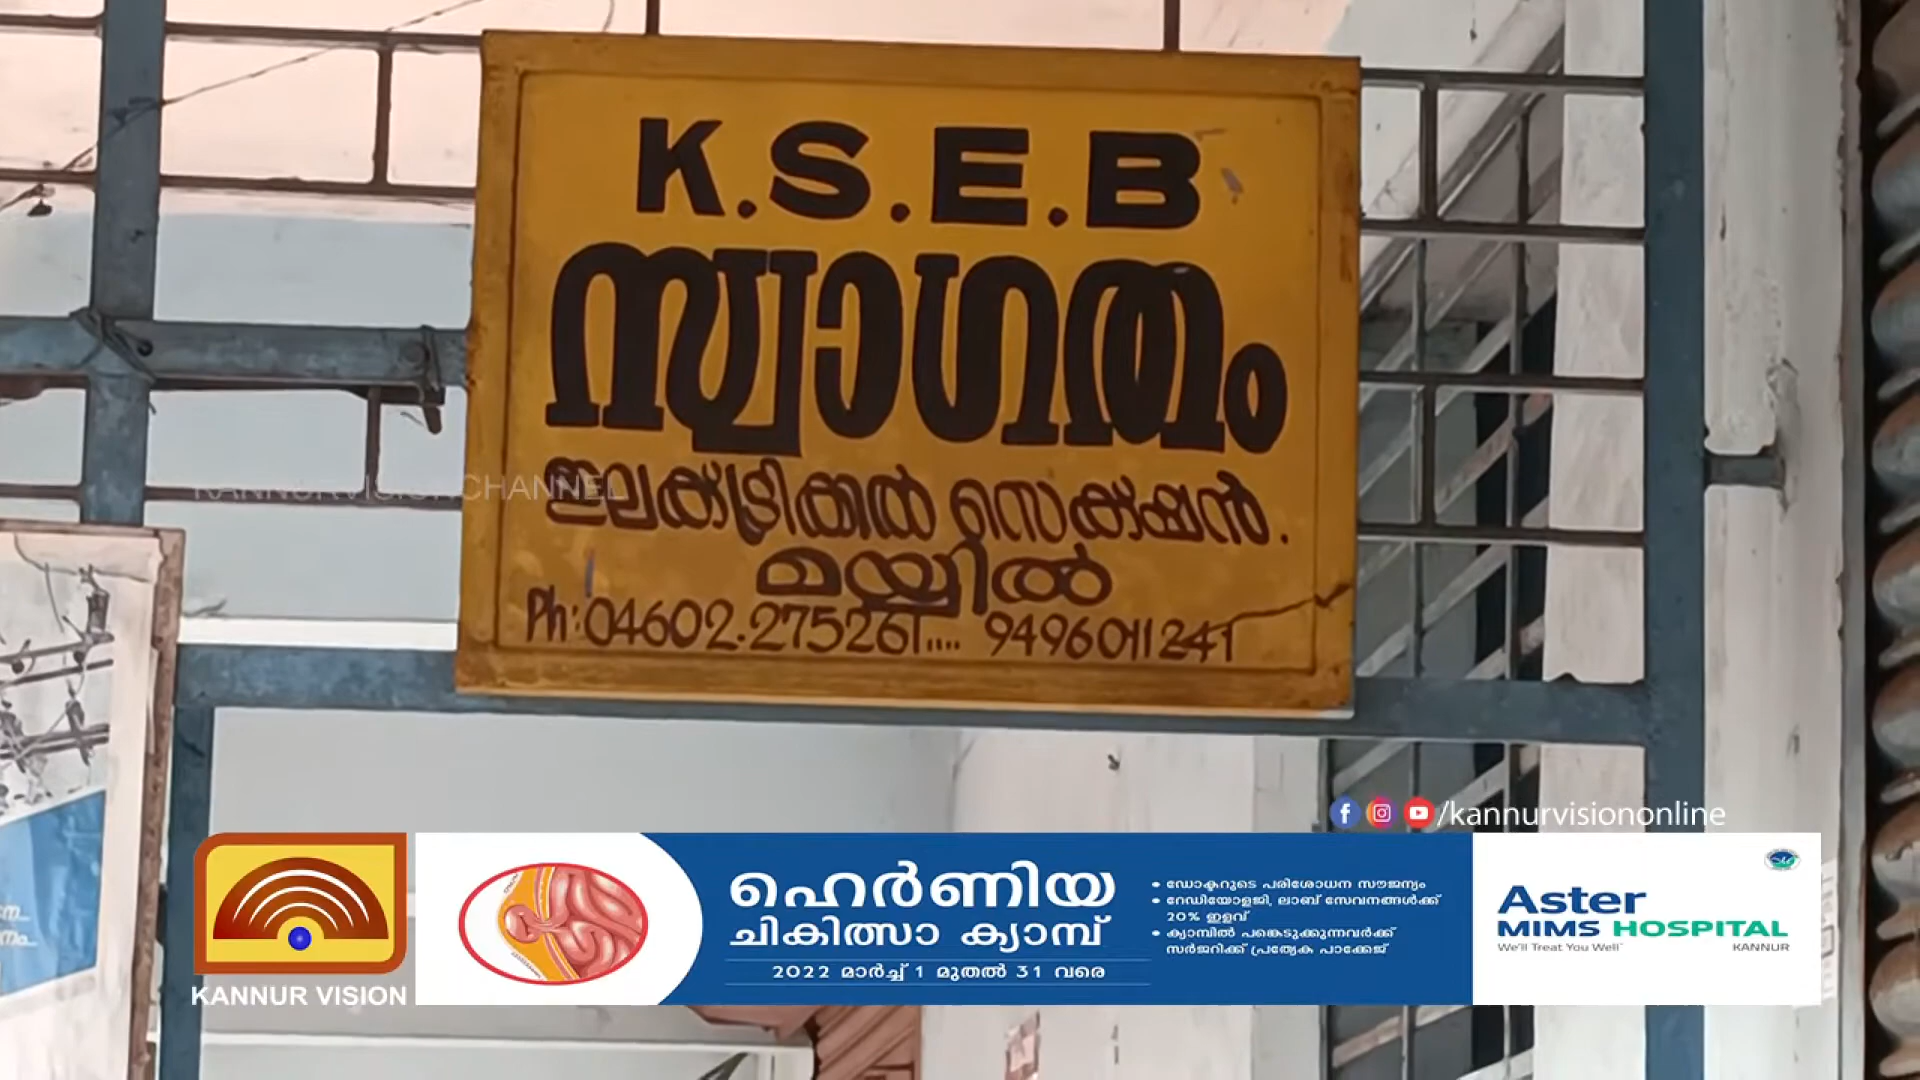 K.S.E.B
സ്വാഗതം
ഇലക്ട്രിക്കൽ സെക്ഷൻ.
മയ്യിൽ
Ph: 04602.275261.... 9496011241
KANNUR VISION CHANNEL
/kannurvisiononline
KANNUR VISION
ഹെർണിയ
ചികിത്സാ ക്യാമ്പ്
2022 മാർച്ച് 1 മുതൽ 31 വരെ
• ഡോക്ടറുടെ പരിശോധന സൗജന്യം
• റേഡിയോളജി, ലാബ് സേവനങ്ങൾക്ക്
20% ഇളവ്
• ക്യാമ്പിൽ പങ്കെടുക്കുന്നവർക്ക്
സർജറിക്ക് പ്രത്യേക പാക്കേജ്
Aster
MIMS HOSPITAL
We'll Treat You Well
KANNUR